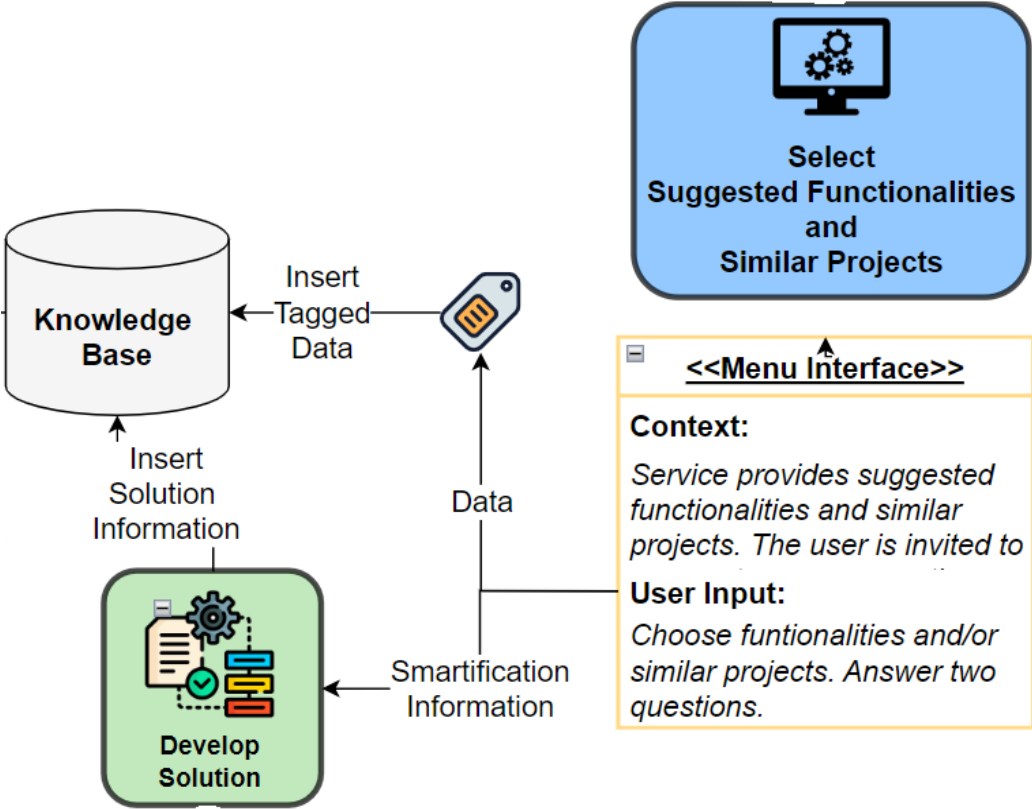 Select
Suggested Functionalities
and
Similar Projects
Knowledge
Base
Insert
Tagged
Data
<<Menu Interface>>
Context:
Service provides suggested
functionalities and similar
projects. The user is invited to
User Input:
Choose funtionalities and/or
similar projects. Answer two
questions.
Insert
Solution
Information
Data
Smartification
Information
Develop
Solution